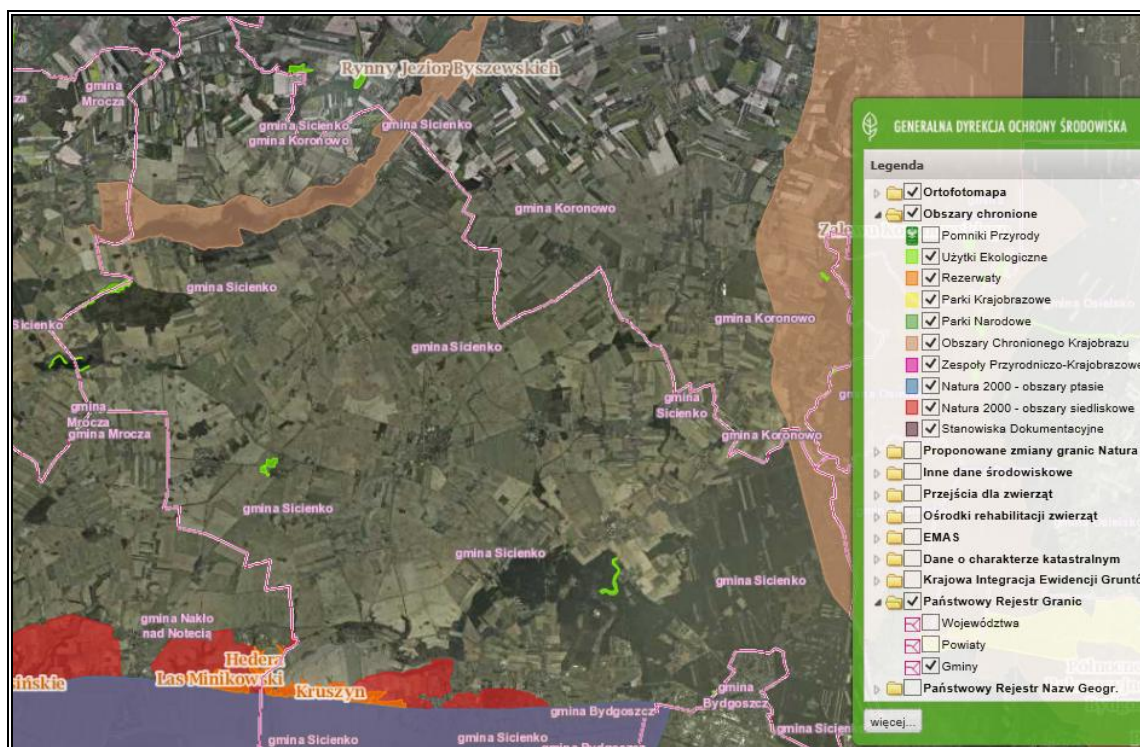 Rynny Jezior Byszewskich
gmina
Mrocza
za
gmina Sicienko
gmina Koronowo
gmina Sicienko
gmina Koronowo
gmina Sicienko
Sicienko
gmina Sicienko
gmina Koronowo
gmina
Mrocza
gmina Mrocza
gmina
Sicienko
gmina Koronowo
gmina Sicienko
gmina Sicienko
gmina Sicienko
gmina Nakło
nad Notecią
Hedera
Las Minikowski
sińskie
Kruszyn
gmina
Bydgoszcz
gmina Bydgoszcz
gmina Sicienko
gmina Sicienko
gmina Sicien
gmina Bydgoszcz
GENERALNA DYREKCJA OCHRONY ŚRODOWISKA
Legenda
Ortofotomapa
Obszary chronione
Pomniki Przyrody
Użytki Ekologiczne
Rezerwaty
Parki Krajobrazowe
Parki Narodowe
Obszary Chronionego Krajobrazu
Zespoły Przyrodniczo-Krajobrazowe
Natura 2000 - obszary ptasie
Natura 2000 - obszary siedliskowe
Stanowiska Dokumentacyjne
Proponowane zmiany granic Natura
Inne dane środowiskowe
Przejścia dla zwierząt
Ośrodki rehabilitacji zwierząt
EMAS
Dane o charakterze katastralnym
Krajowa Integracja Ewidencji Gruntó
Państwowy Rejestr Granic
Województwa
Powiaty
Gminy
Państwowy Rejestr Nazw Geogr.
więcej...